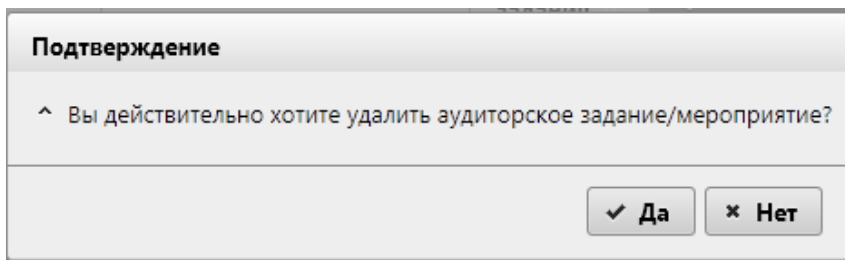 Подтверждение
Вы действительно хотите удалить аудиторское задание/мероприятие?
Да
Нет